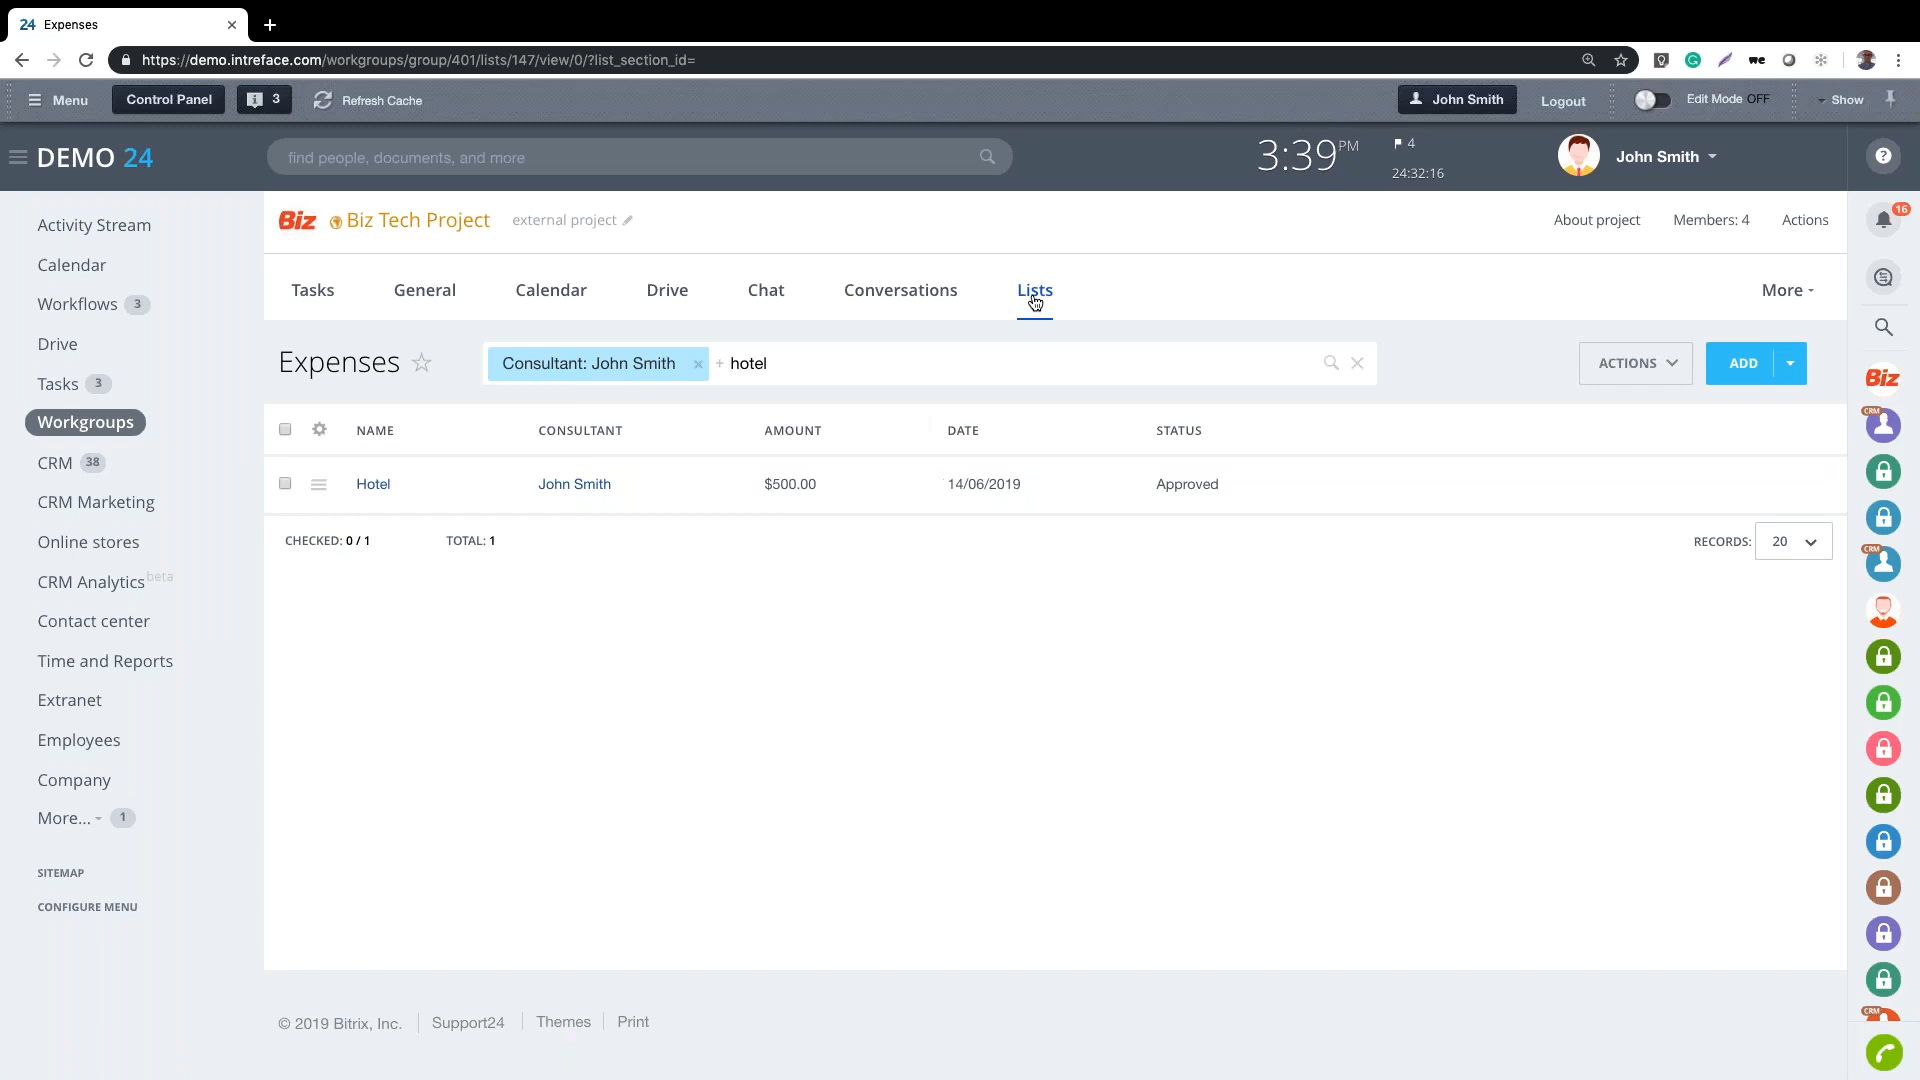 24 Expenses
https://demo.intreface.com/workgroups/group/401/lists/147/view/0/?list_section_id=
we
Menu Control Panel 3 Refresh Cache John Smith Logout Edit Mode OFF Show
DEMO 24 find people, documents, and more 3:39 PM 4 24:32:16 John Smith ?
Biz Biz Tech Project external project About project Members: 4 Actions 16
Activity Stream
Calendar
Workflows 3
Drive
Tasks 3
Workgroups
CRM 38
CRM Marketing
Online stores
CRM Analytics beta
Contact center
Time and Reports
Extranet
Employees
Company
More... 1
SITEMAP
CONFIGURE MENU
Tasks General Calendar Drive Chat Conversations Lists More
Expenses Consultant: John Smith × + hotel ACTIONS ADD
NAME CONSULTANT AMOUNT DATE STATUS
Hotel John Smith $500.00 14/06/2019 Approved
CHECKED: 0 / 1 TOTAL: 1 RECORDS: 20
© 2019 Bitrix, Inc. Support24 Themes Print
Biz
CRM
CRM
CRM